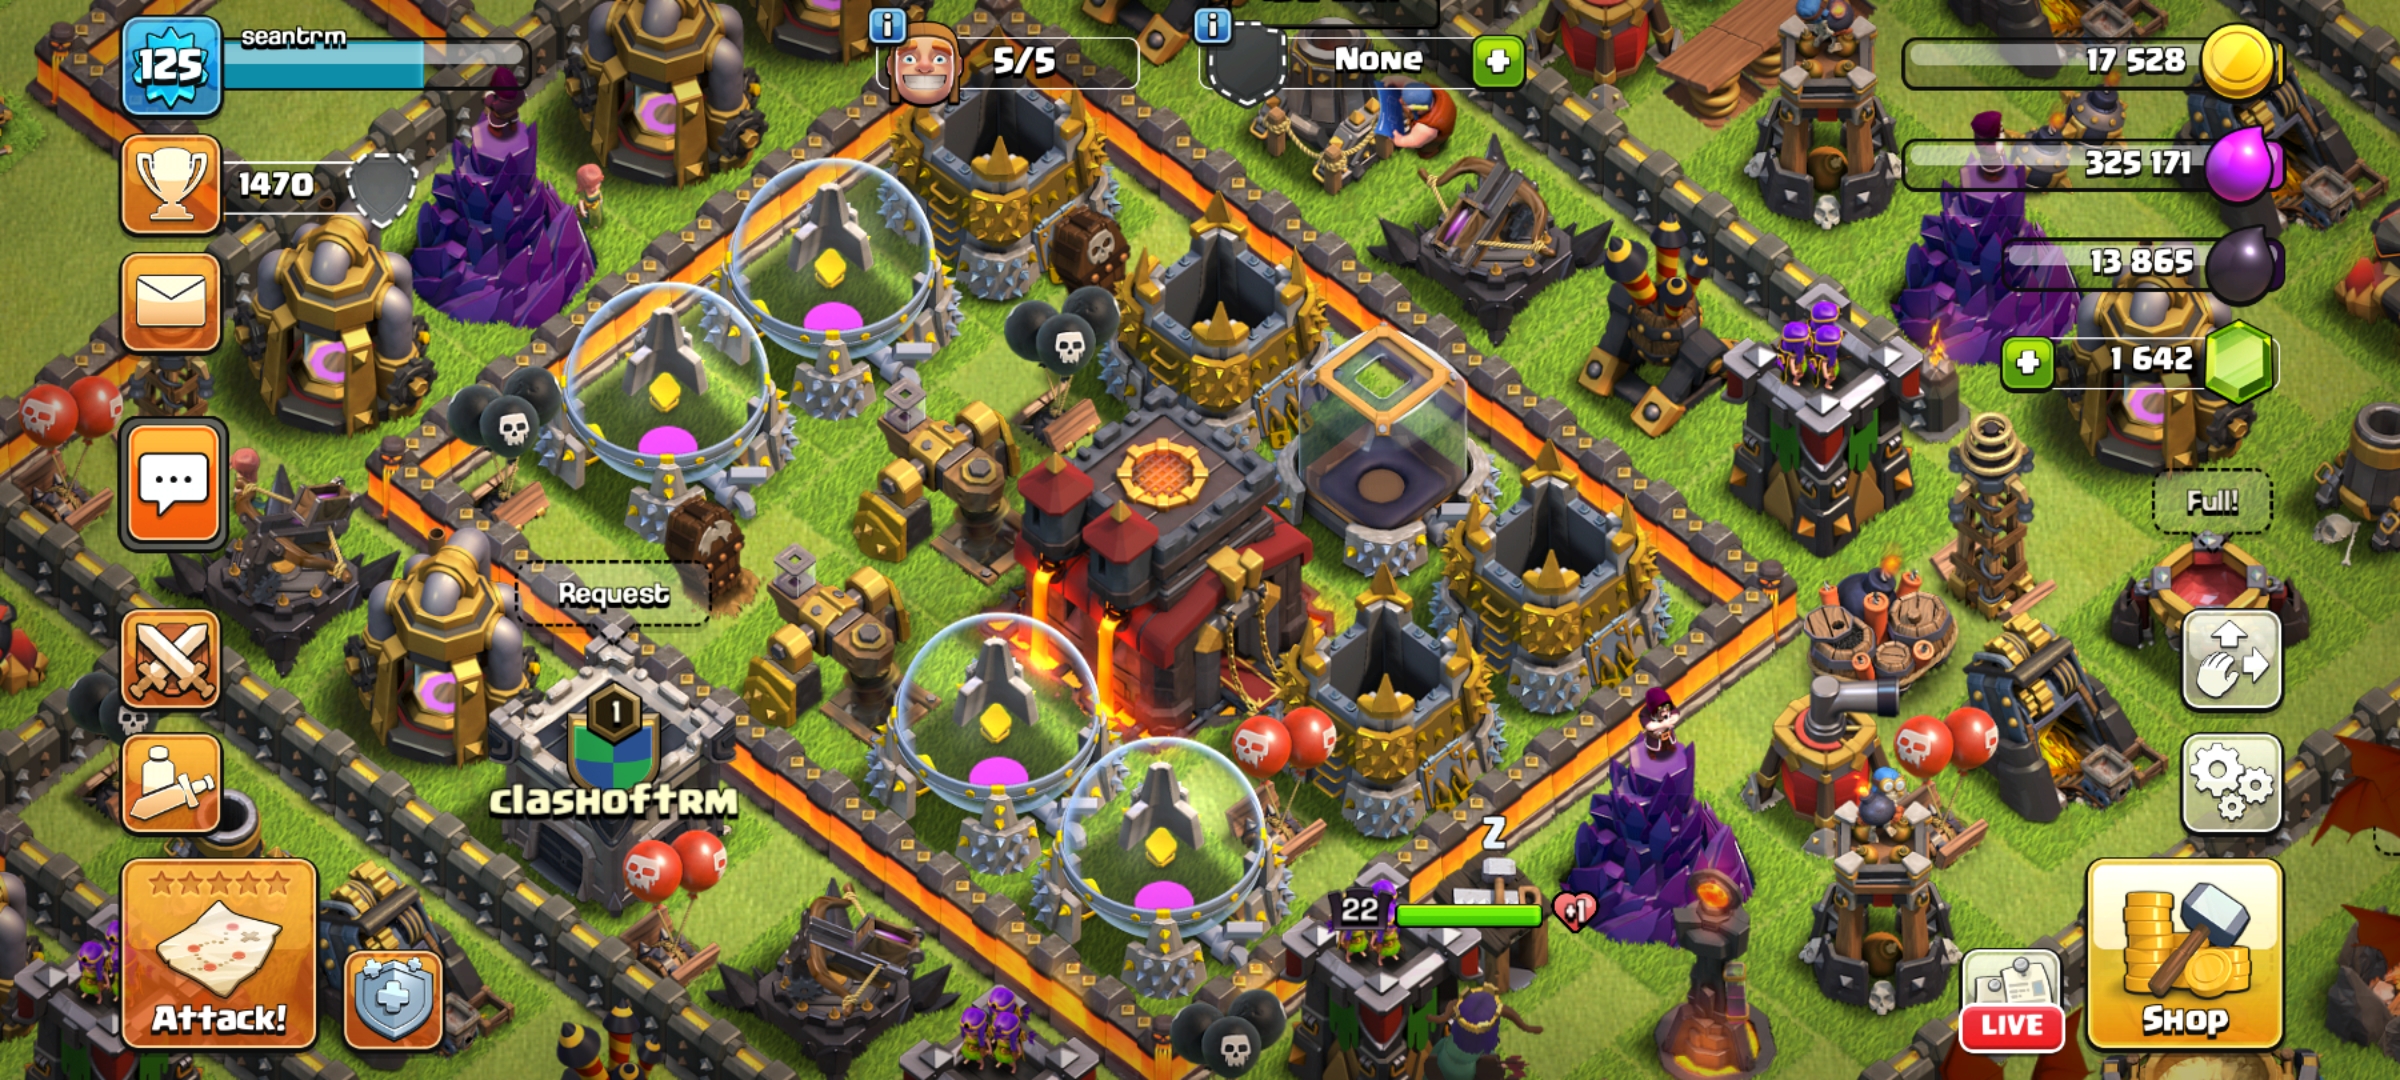 125
seantrm
5/5
None
17 528
1470
325 171
13 865
1 642
Full!
Request
1
clashoftrm
Z
22
+1
Attack!
LIVE
Shop